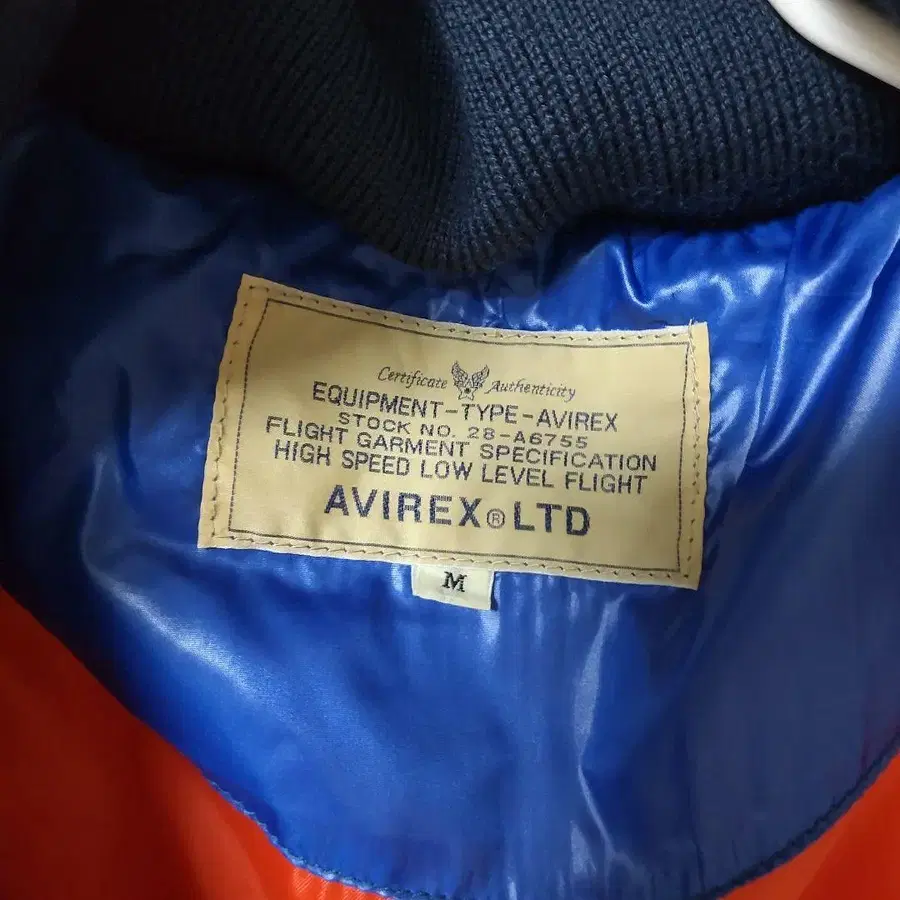 Certificate Authenticity
EQUIPMENT-TYPE-AVIREX
STOCK NO. 28-A6755
FLIGHT GARMENT SPECIFICATION
HIGH SPEED LOW LEVEL FLIGHT
AVIREX® LTD
M